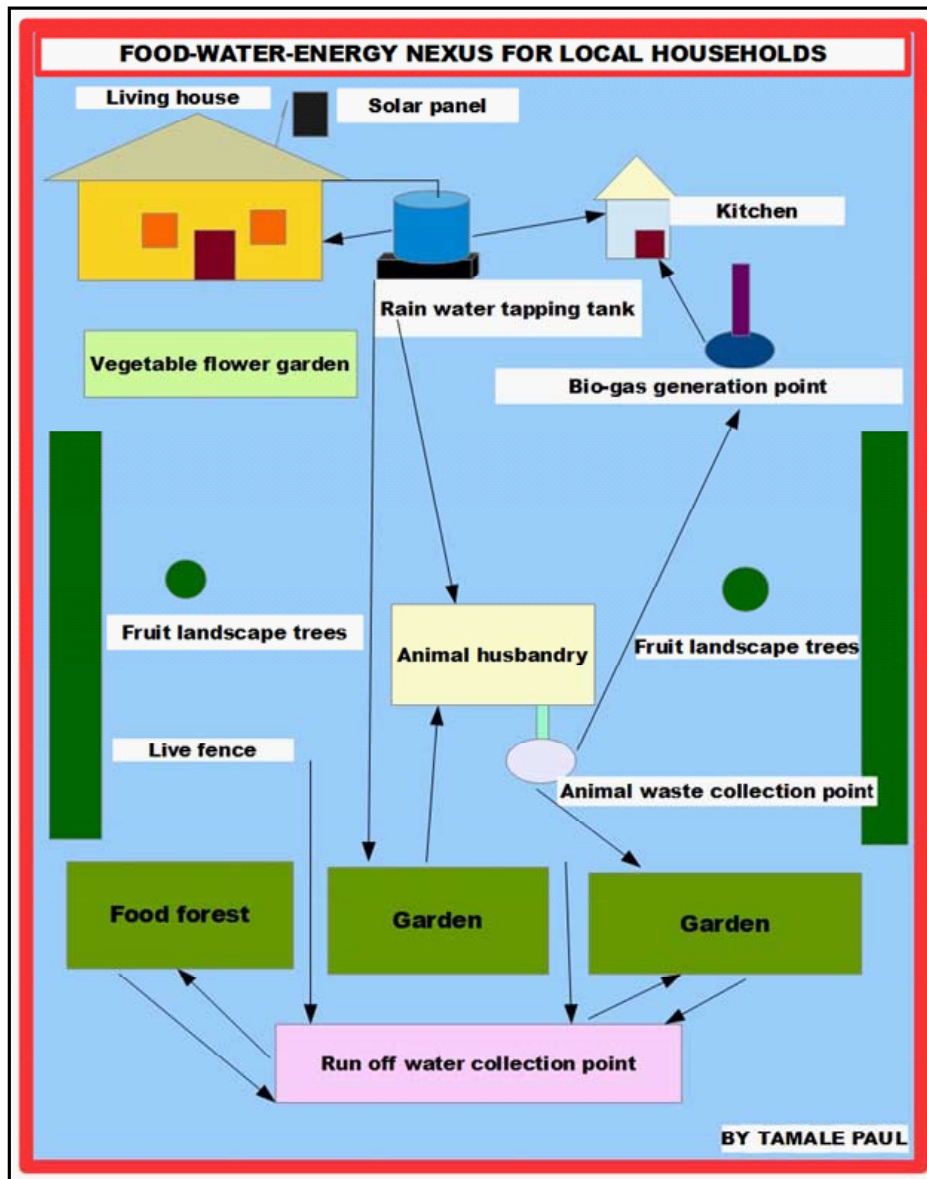 FOOD-WATER-ENERGY NEXUS FOR LOCAL HOUSEHOLDS
Living house
Solar panel
Kitchen
Rain water tapping tank
Vegetable flower garden
Bio-gas generation point
Fruit landscape trees
Animal husbandry
Fruit landscape trees
Live fence
Animal waste collection point
Food forest
Garden
Garden
Run off water collection point
BY TAMALE PAUL